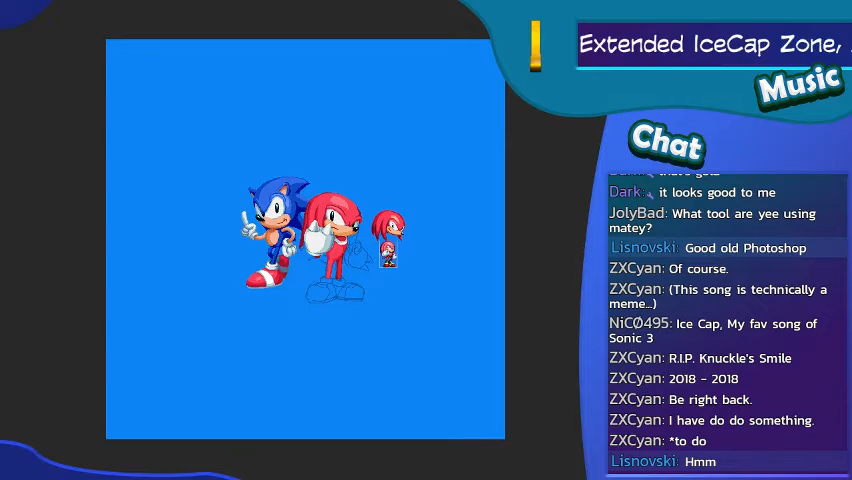 Extended IceCap Zone,
Music
Chat
Dark: it looks good to me
JolyBad: What tool are yee using
matey?
Lisnovski: Good old Photoshop
ZXCyan: Of course.
ZXCyan: (This song is technically a
meme...)
NiCØ495: Ice Cap, My fav song of
Sonic 3
ZXCyan: R.I.P. Knuckle's Smile
ZXCyan: 2018 - 2018
ZXCyan: Be right back.
ZXCyan: I have do do something.
ZXCyan: *to do
Lisnovski: Hmm